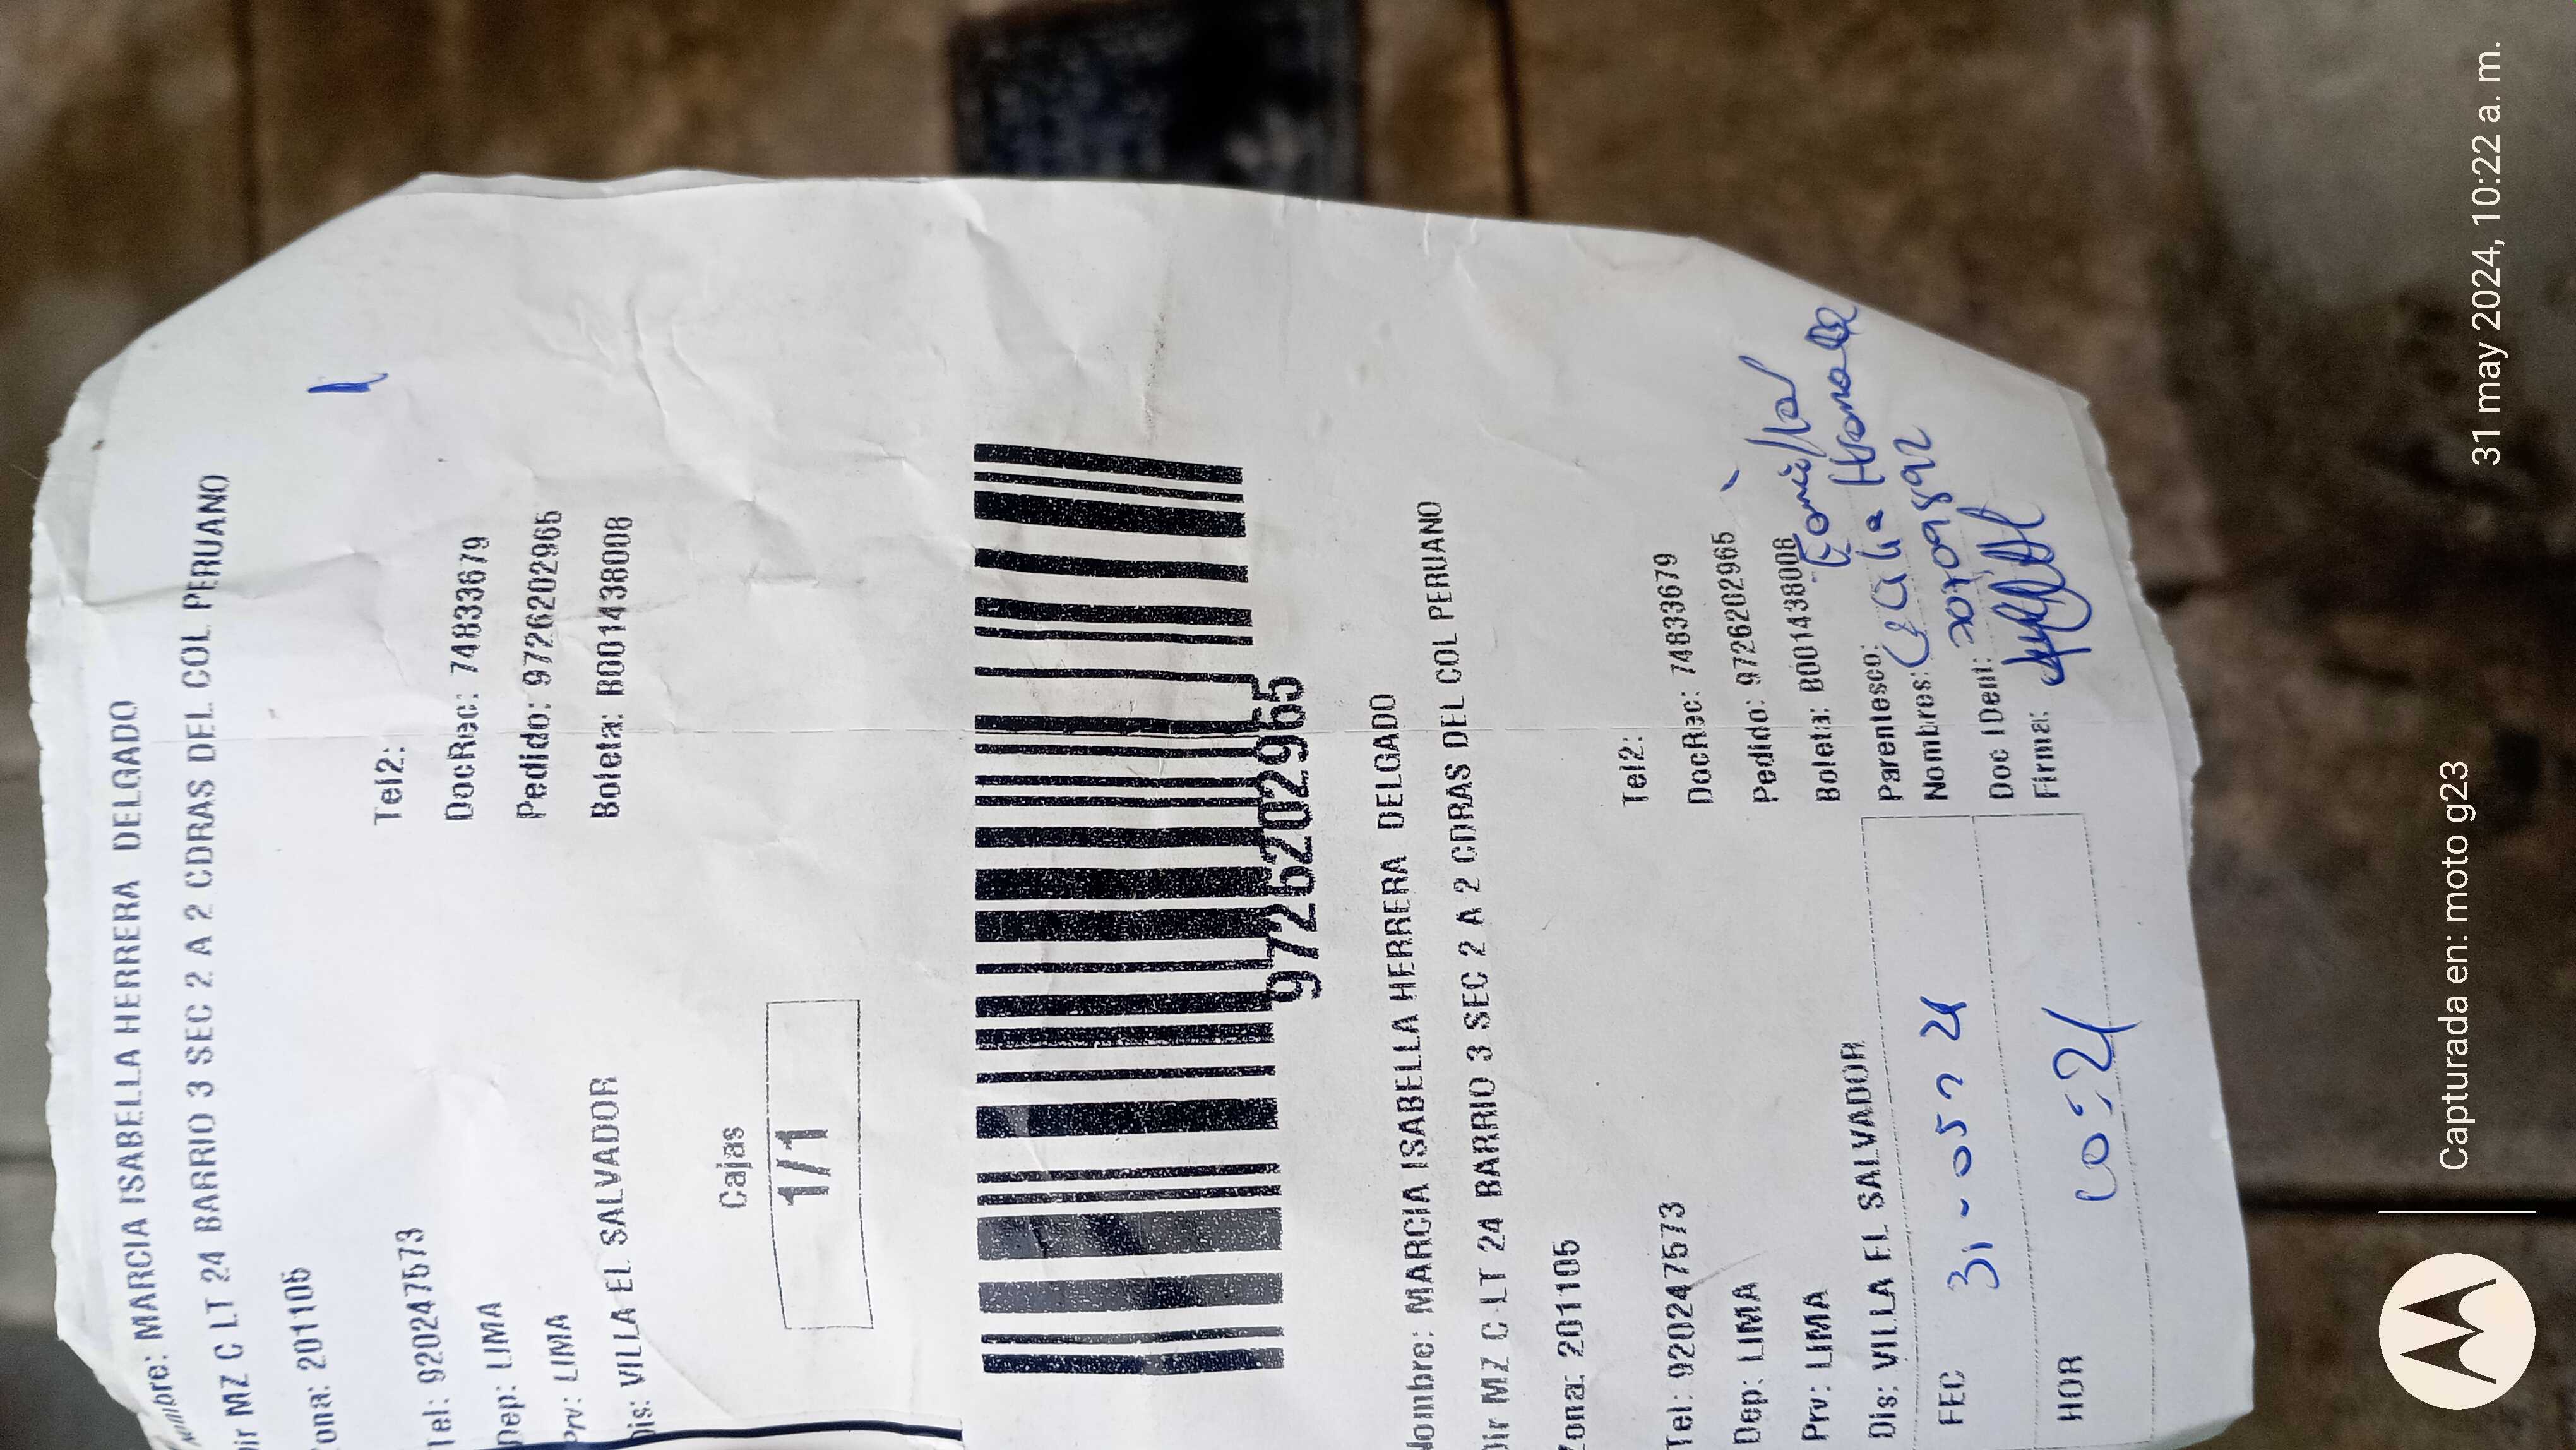 Nombre: MARCIA ISABELLA HERRERA DELGADO
Dir MZ C LT 24 BARRIO 3 SEC 2 A 2 CDRAS DEL COL PERUANO
Zona: 201105
Tel: 920247573 Tel2:
Dep: LIMA DocRec: 74833679
Prv: LIMA Pedido: 9726202965
Dis: VILLA EL SALVADOR Boleta: B001438008
Cajas
1/1
9726202965
Nombre: MARCIA ISABELLA HERRERA DELGADO
Dir MZ C LT 24 BARRIO 3 SEC 2 A 2 CDRAS DEL COL PERUANO
Zona: 201105
Tel: 920247573 Tel2:
Dep: LIMA DocRec: 74833679
Prv: LIMA Pedido: 9726202965
Dis: VILLA EL SALVADOR Boleta: B001438008
Parentesco: Familiar
FEC 31-05-24 Nombres:
Doc IDent:
HOR 10:21 Firma:
Capturada en: moto g23
31 may 2024, 10:22 a. m.